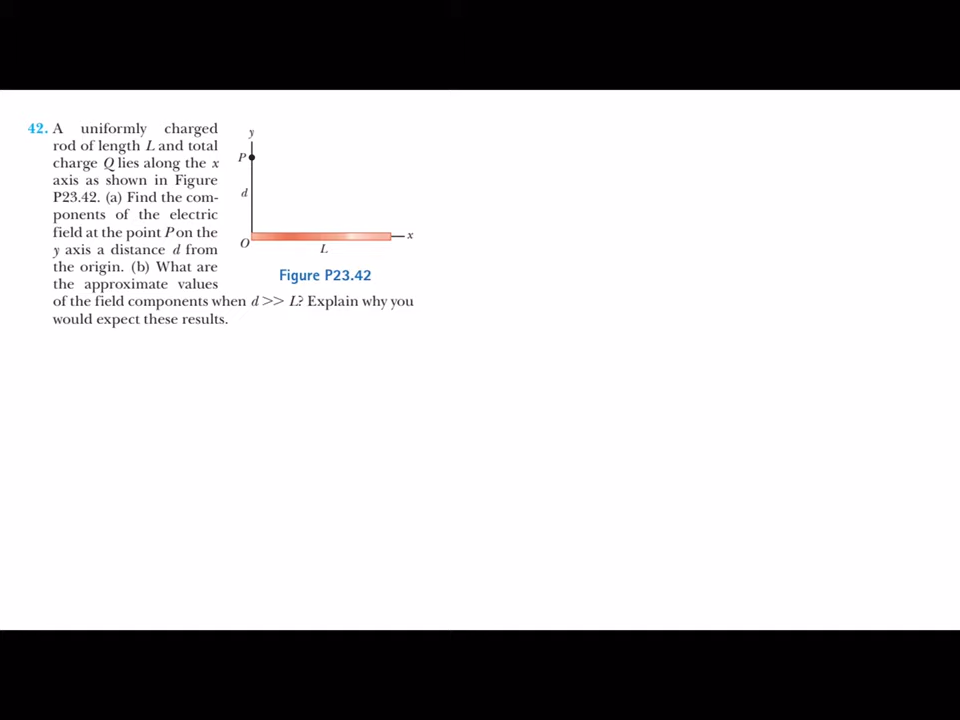 42. A uniformly charged
rod of length L and total
charge Q lies along the x
axis as shown in Figure
P23.42. (a) Find the com-
ponents of the electric
field at the point P on the
y axis a distance d from
the origin. (b) What are
the approximate values
of the field components when d >> L? Explain why you
would expect these results.
y
P
d
O
L
x
Figure P23.42